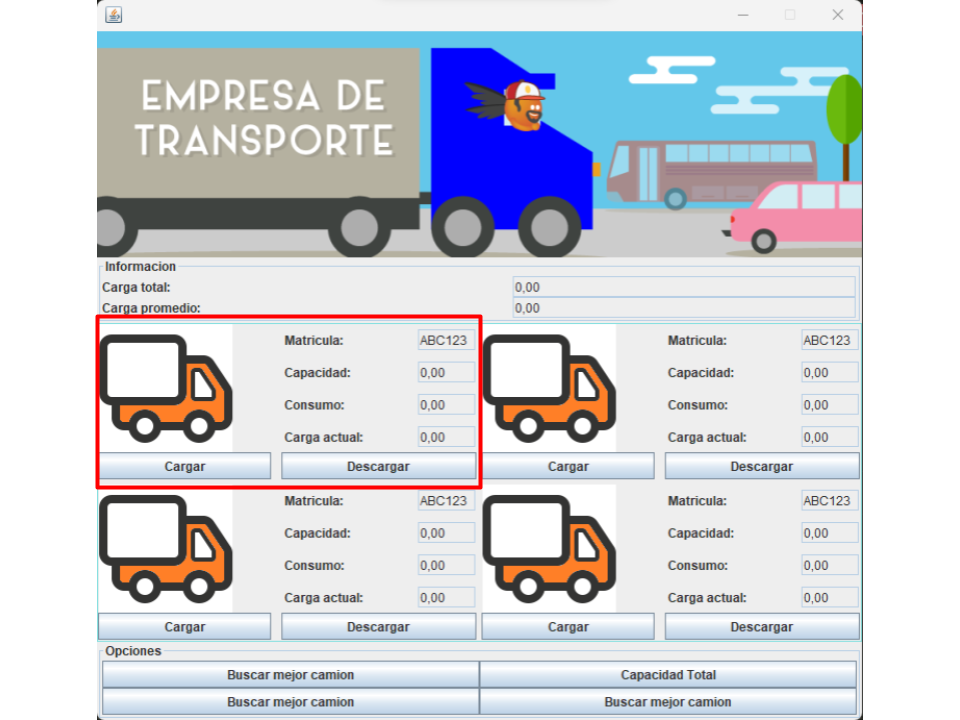 EMPRESA DE
TRANSPORTE
Informacion
Carga total: 0,00
Carga promedio: 0,00
Matricula: ABC123
Capacidad: 0,00
Consumo: 0,00
Carga actual: 0,00
Cargar Descargar
Matricula: ABC123
Capacidad: 0,00
Consumo: 0,00
Carga actual: 0,00
Cargar Descargar
Matricula: ABC123
Capacidad: 0,00
Consumo: 0,00
Carga actual: 0,00
Cargar Descargar
Matricula: ABC123
Capacidad: 0,00
Consumo: 0,00
Carga actual: 0,00
Cargar Descargar
Opciones
Buscar mejor camion Capacidad Total
Buscar mejor camion Buscar mejor camion